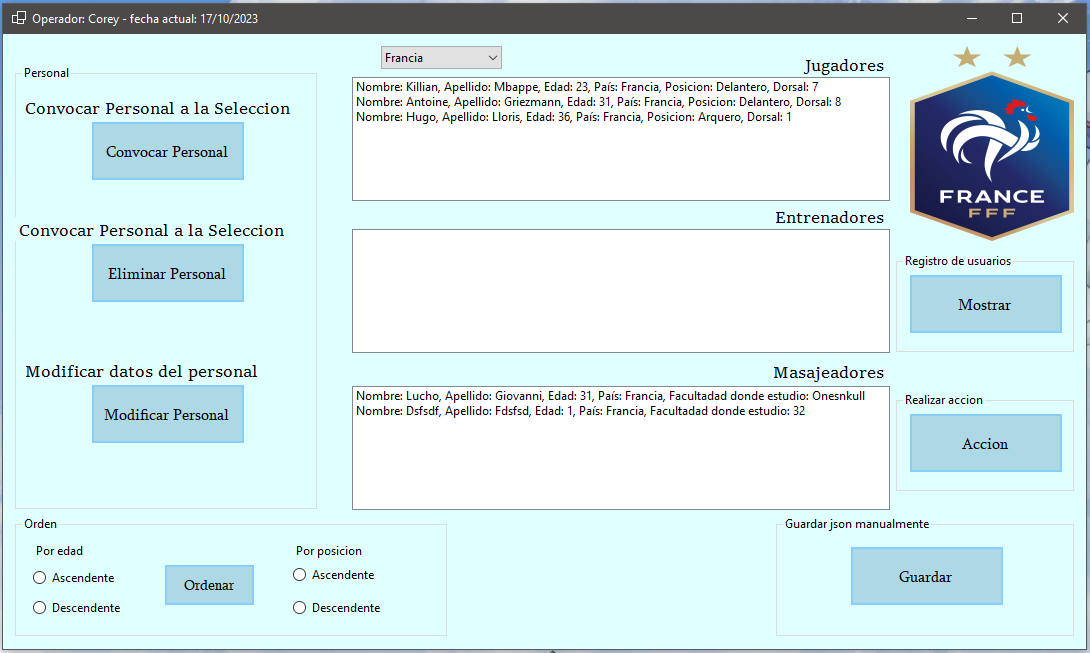 Operador: Corey - fecha actual: 17/10/2023
Personal
Convocar Personal a la Seleccion
Convocar Personal
Convocar Personal a la Seleccion
Eliminar Personal
Modificar datos del personal
Modificar Personal
Francia
Jugadores
Nombre: Killian, Apellido: Mbappe, Edad: 23, País: Francia, Posicion: Delantero, Dorsal: 7
Nombre: Antoine, Apellido: Griezmann, Edad: 31, País: Francia, Posicion: Delantero, Dorsal: 8
Nombre: Hugo, Apellido: Lloris, Edad: 36, País: Francia, Posicion: Arquero, Dorsal: 1
Entrenadores
Masajeadores
Nombre: Lucho, Apellido: Giovanni, Edad: 31, País: Francia, Facultadad donde estudio: Onesnkull
Nombre: Dsfsdf, Apellido: Fdsfsd, Edad: 1, País: Francia, Facultadad donde estudio: 32
FRANCE
FFF
Registro de usuarios
Mostrar
Realizar accion
Accion
Orden
Por edad
Ascendente
Descendente
Ordenar
Por posicion
Ascendente
Descendente
Guardar json manualmente
Guardar